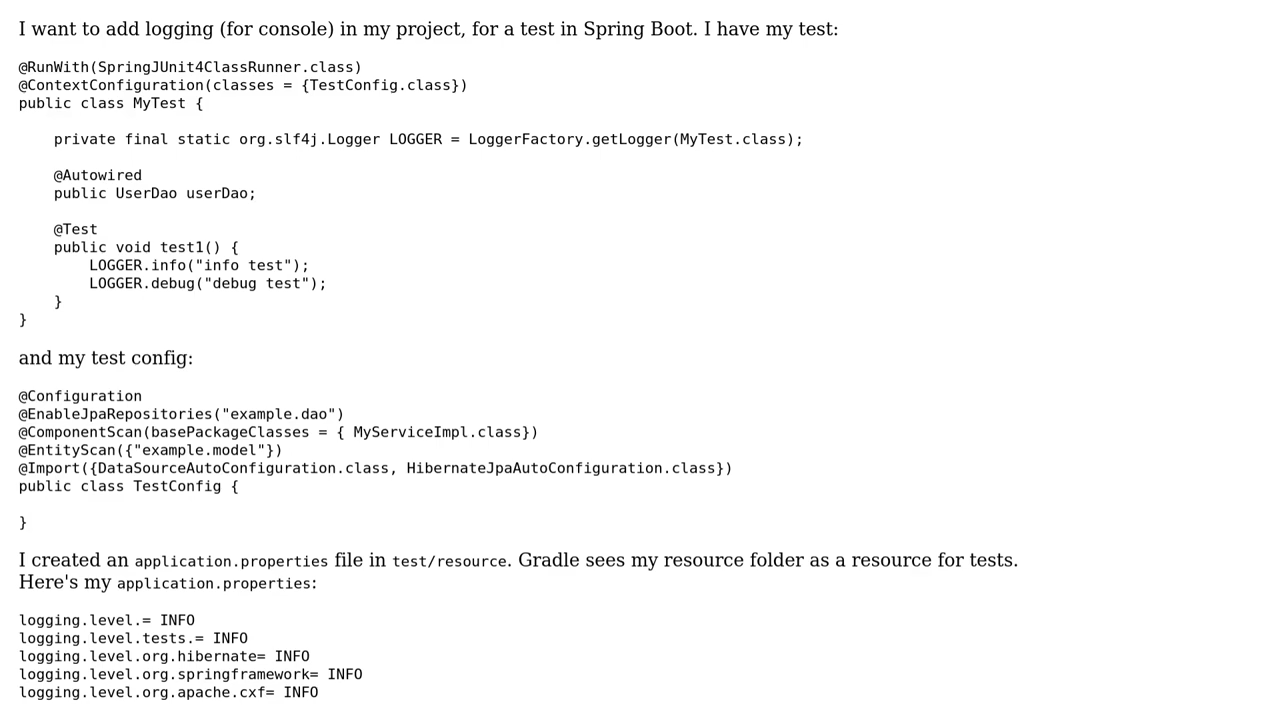 I want to add logging (for console) in my project, for a test in Spring Boot. I have my test:
@RunWith(SpringJUnit4ClassRunner.class)
@ContextConfiguration(classes = {TestConfig.class})
public class MyTest {
private final static org.slf4j.Logger LOGGER = LoggerFactory.getLogger(MyTest.class);
@Autowired
public UserDao userDao;
@Test
public void test1() {
LOGGER.info("info test");
LOGGER.debug("debug test");
}
}
and my test config:
@Configuration
@EnableJpaRepositories("example.dao")
@ComponentScan(basePackageClasses = { MyServiceImpl.class})
@EntityScan({"example.model"})
@Import({DataSourceAutoConfiguration.class, HibernateJpaAutoConfiguration.class})
public class TestConfig {
}
I created an application.properties file in test/resource. Gradle sees my resource folder as a resource for tests.
Here's my application.properties:
logging.level.= INFO
logging.level.tests.= INFO
logging.level.org.hibernate= INFO
logging.level.org.springframework= INFO
logging.level.org.apache.cxf= INFO